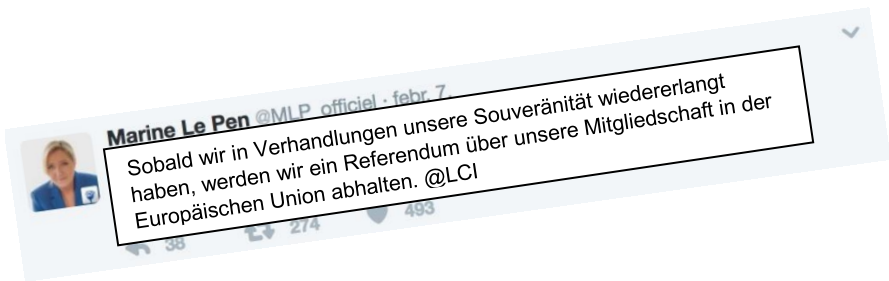 Marine Le Pen @MLP_officiel · febr. 7.
Sobald wir in Verhandlungen unsere Souveränität wiedererlangt
haben, werden wir ein Referendum über unsere Mitgliedschaft in der
Europäischen Union abhalten. @LCI
38 274 493